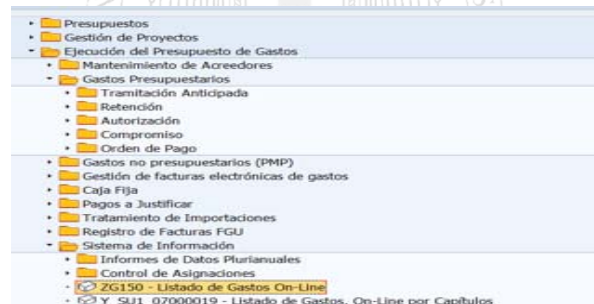 Presupuestos
Gestión de Proyectos
Ejecución del Presupuesto de Gastos
Mantenimiento de Acreedores
Gastos Presupuestarios
Tramitación Anticipada
Retención
Autorización
Compromiso
Orden de Pago
Gastos no presupuestarios (PMP)
Gestión de facturas electrónicas de gastos
Caja Fija
Pagos a Justificar
Tratamiento de Importaciones
Registro de Facturas FGU
Sistema de Información
Informes de Datos Plurianuales
Control de Asignaciones
ZG150 - Listado de Gastos On-Line
Y_SU1_07000019 - Listado de Gastos. On-Line por Capítulos